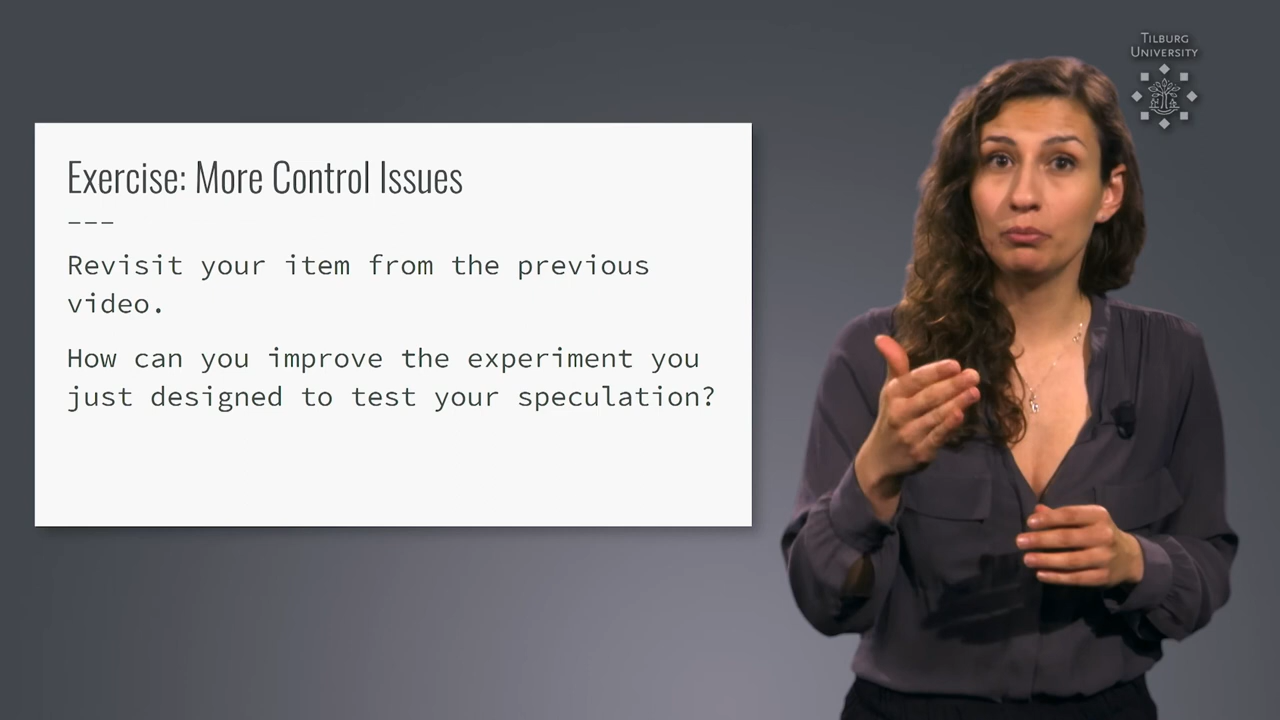 TILBURG
UNIVERSITY
Exercise: More Control Issues
---
Revisit your item from the previous
video.
How can you improve the experiment you
just designed to test your speculation?